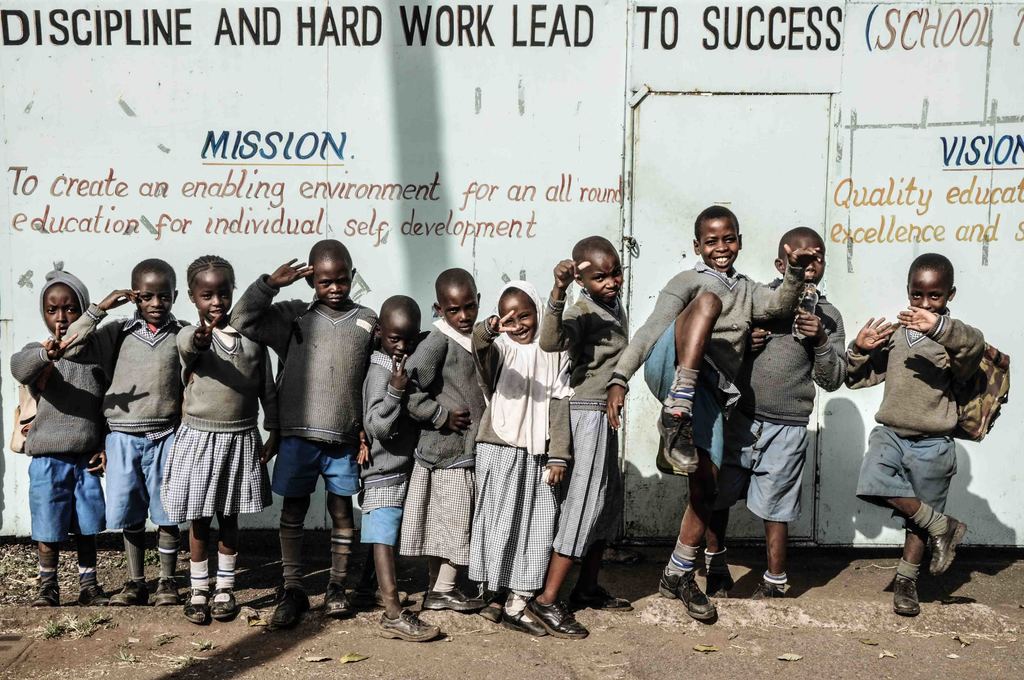 DISCIPLINE AND HARD WORK LEAD TO SUCCESS (SCHOOL
MISSION.
To create an enabling environment for an all round
education for individual self development
VISION
Quality educat
excellence and s